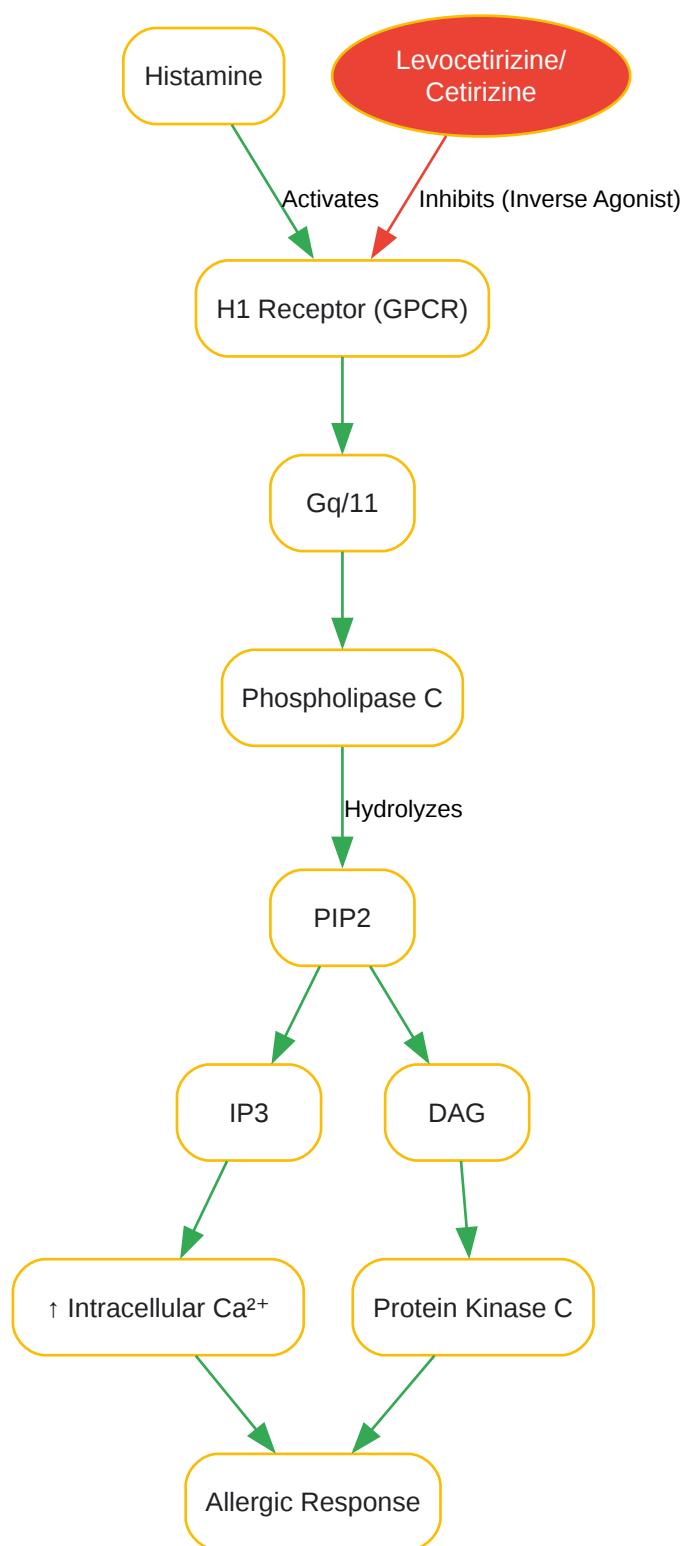 Histamine
Levocetirizine/
Cetirizine
Activates
Inhibits (Inverse Agonist)
H1 Receptor (GPCR)
Gq/11
Phospholipase C
Hydrolyzes
PIP2
IP3
DAG
↑ Intracellular Ca²⁺
Protein Kinase C
Allergic Response